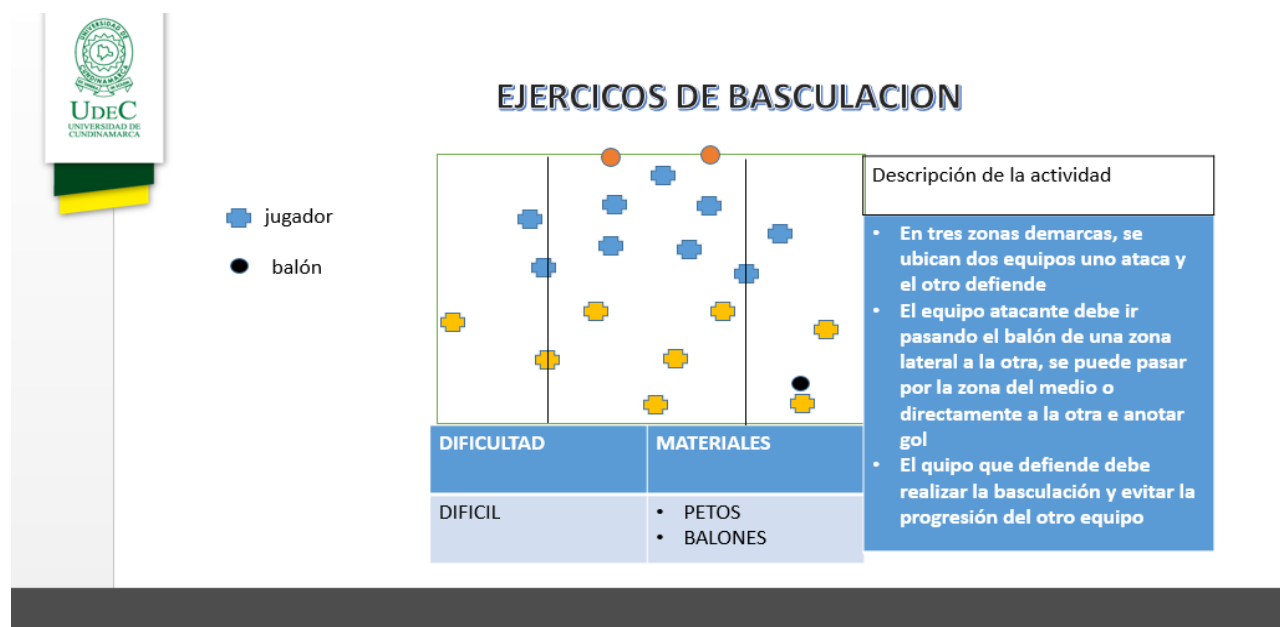 UDEC
UNIVERSIDAD DE
CUNDINAMARCA
EJERCICOS DE BASCULACION
jugador
balón
Descripción de la actividad
• En tres zonas demarcas, se
ubican dos equipos uno ataca y
el otro defiende
• El equipo atacante debe ir
pasando el balón de una zona
lateral a la otra, se puede pasar
por la zona del medio o
directamente a la otra e anotar
gol
• El quipo que defiende debe
realizar la basculación y evitar la
progresión del otro equipo
DIFICULTAD
MATERIALES
DIFICIL
• PETOS
• BALONES